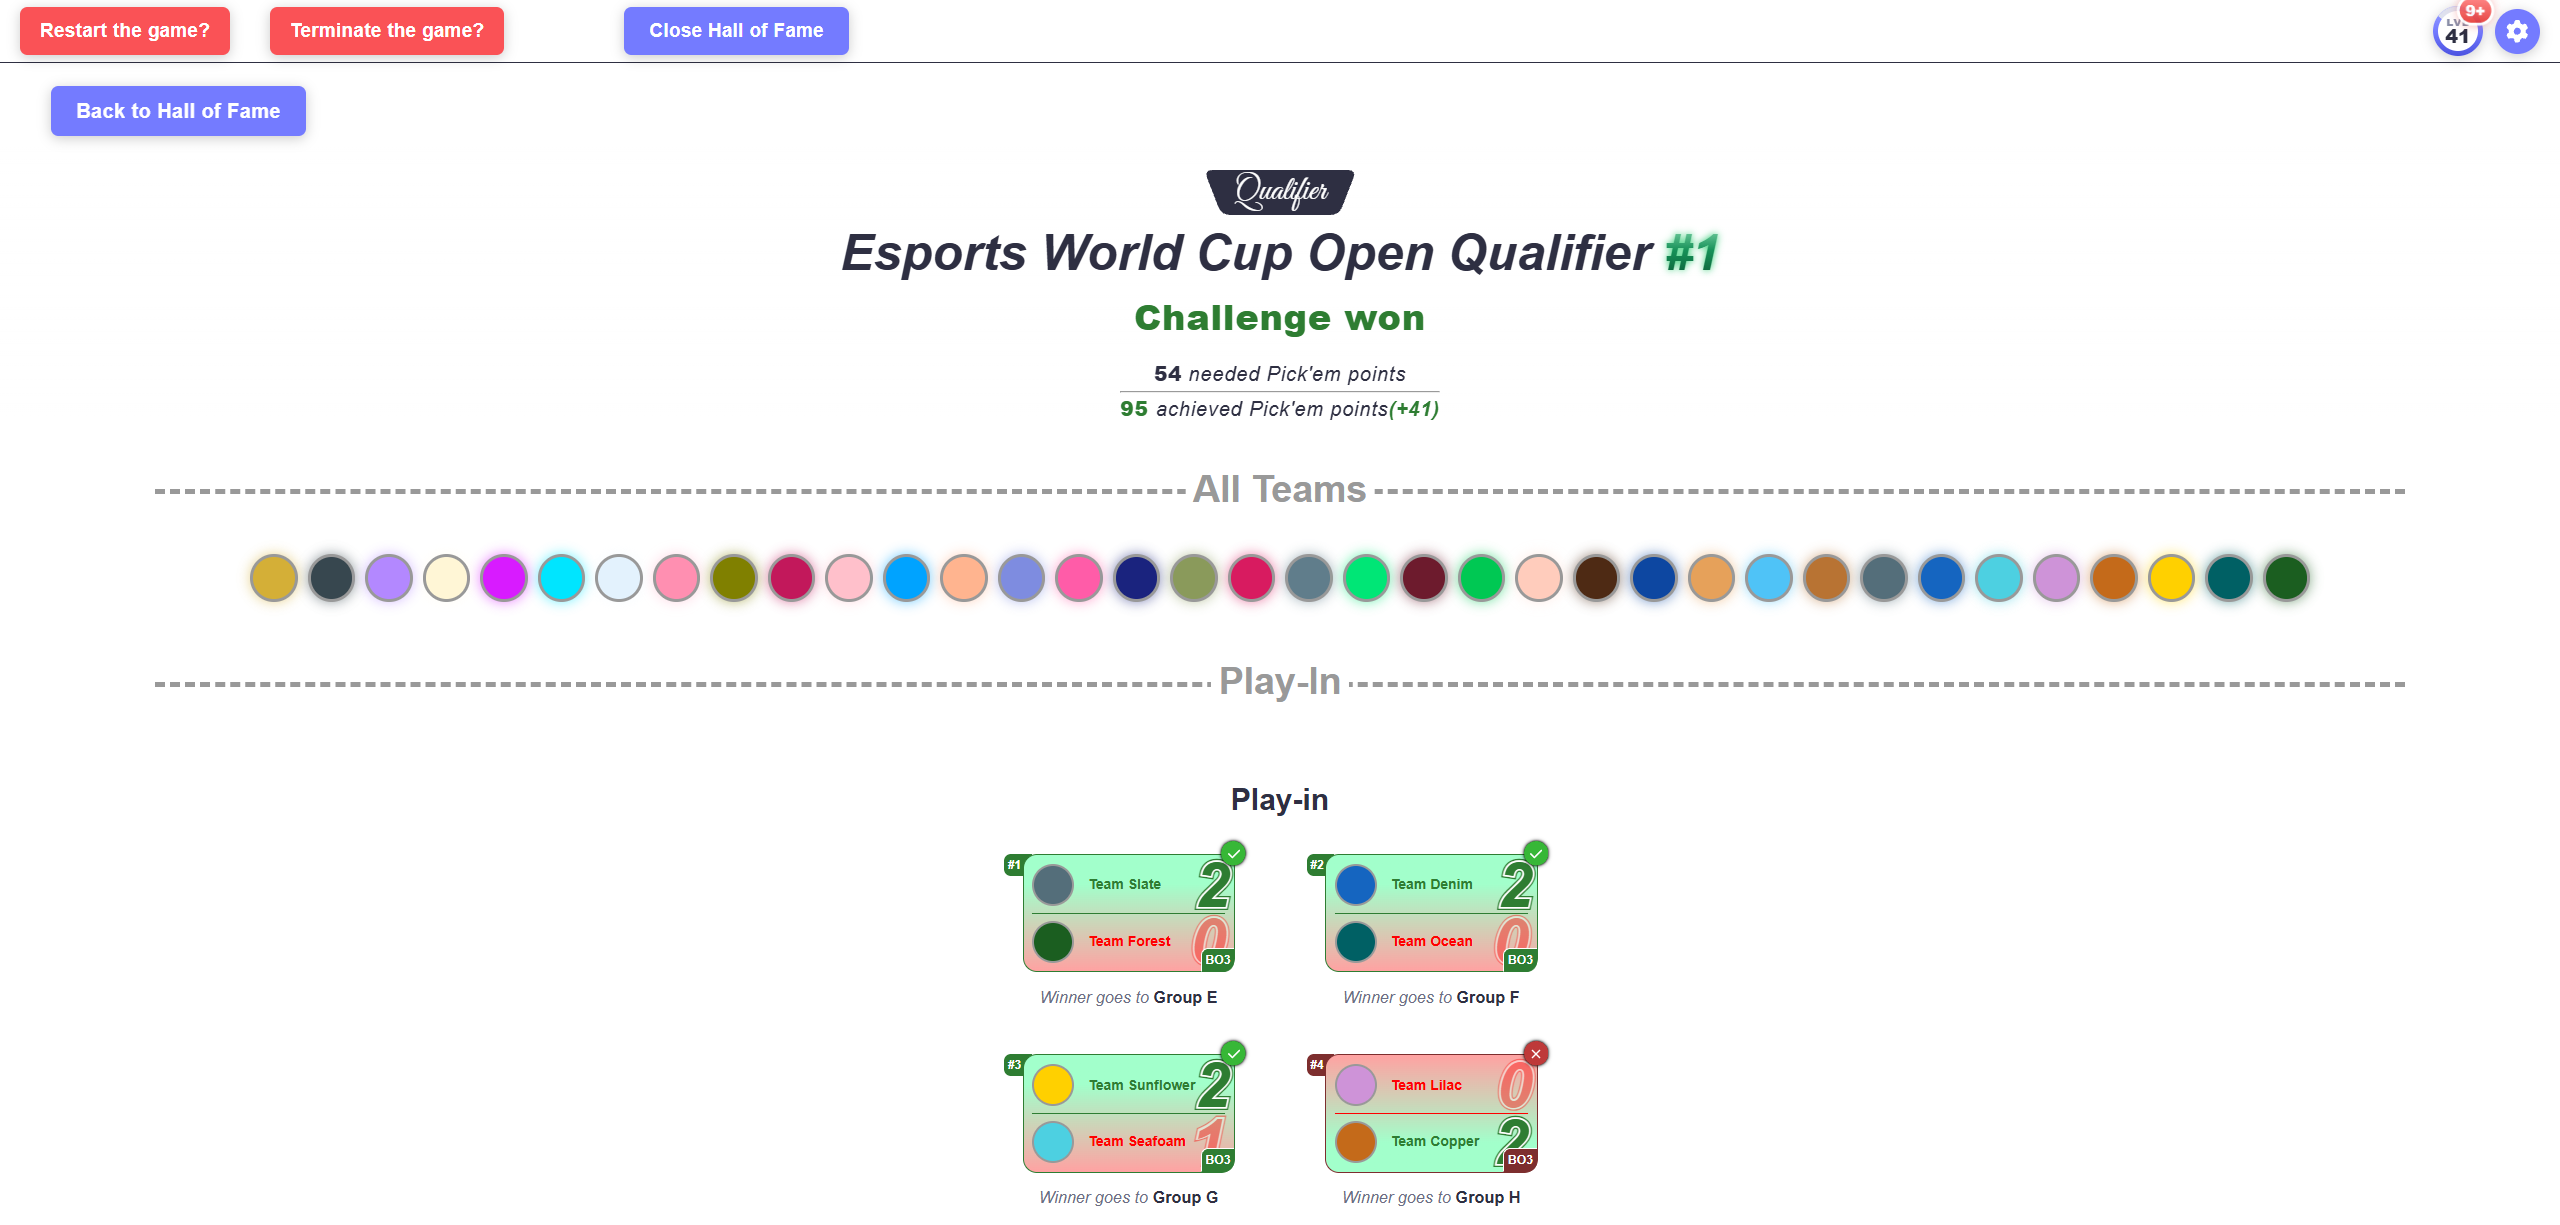 Restart the game?
Terminate the game?
Close Hall of Fame
9+
41
Back to Hall of Fame
Qualifier
Esports World Cup Open Qualifier #1
Challenge won
54 needed Pick'em points
95 achieved Pick'em points(+41)
All Teams
Play-In
Play-in
#1
Team Slate 2
Team Forest 0
BO3
Winner goes to Group E
#2
Team Denim 2
Team Ocean 0
BO3
Winner goes to Group F
#3
Team Sunflower 2
Team Seafoam 1
BO3
Winner goes to Group G
#4
Team Lilac 0
Team Copper 2
BO3
Winner goes to Group H